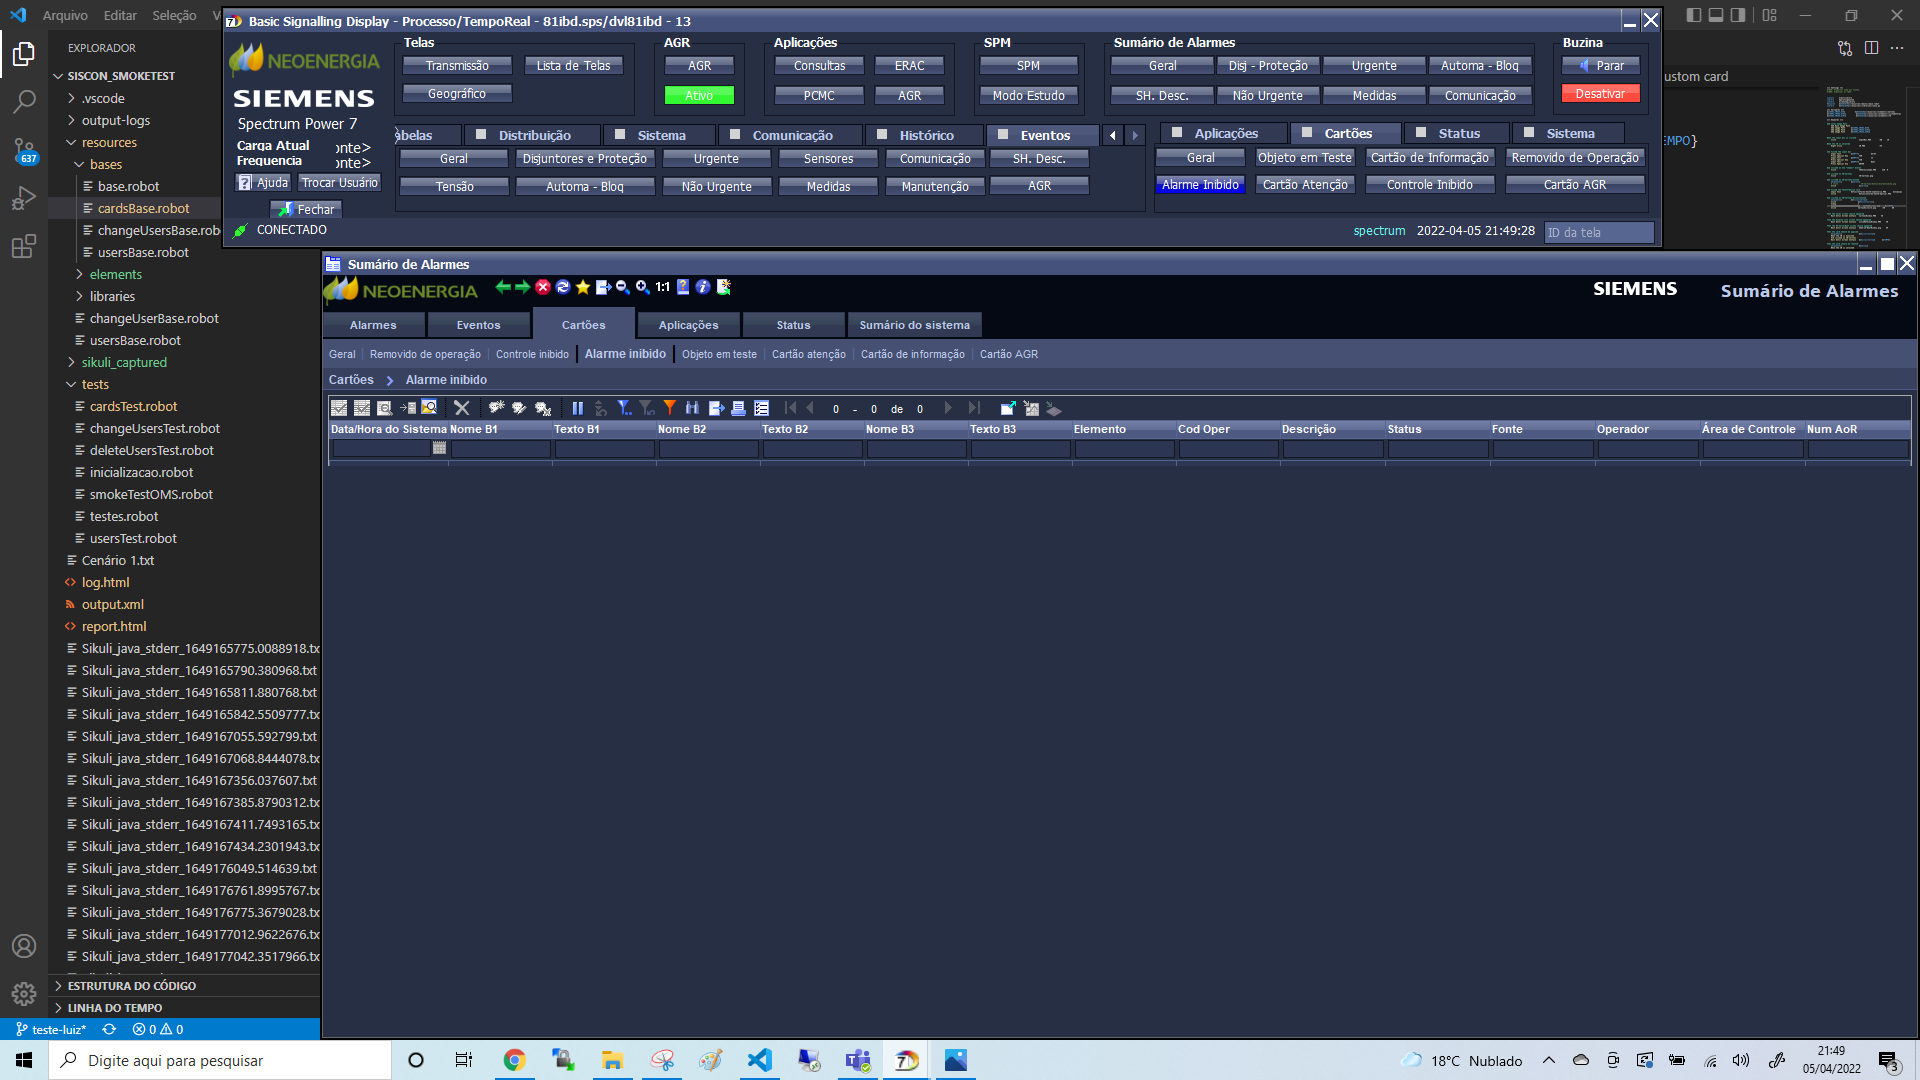 Arquivo Editar Seleção
Basic Signalling Display - Processo/TempoReal - 81ibd.sps/dvl81ibd - 13
NEOENERGIA
SIEMENS
Spectrum Power 7
Carga Atual
Frequencia
onte>
onte>
Ajuda Trocar Usuário
Fechar
CONECTADO
Telas
Transmissão Lista de Telas
Geográfico
AGR
AGR
Ativo
Aplicações
Consultas ERAC
PCMC AGR
SPM
SPM
Modo Estudo
Sumário de Alarmes
Geral Disj - Proteção Urgente Automa - Bloq
SH. Desc. Não Urgente Medidas Comunicação
Buzina
Parar
Desativar
belas Distribuição Sistema Comunicação Histórico Eventos
Geral Disjuntores e Proteção Urgente Sensores Comunicação SH. Desc.
Tensão Automa - Bloq Não Urgente Medidas Manutenção AGR
Aplicações Cartões Status Sistema
Geral Objeto em Teste Cartão de Informação Removido de Operação
Alarme Inibido Cartão Atenção Controle Inibido Cartão AGR
spectrum 2022-04-05 21:49:28 ID da tela
ustom card
EMPO}
EXPLORADOR
SISCON_SMOKETEST
.vscode
output-logs
resources
bases
base.robot
cardsBase.robot
changeUsersBase.rob
usersBase.robot
elements
libraries
changeUserBase.robot
usersBase.robot
sikuli_captured
tests
cardsTest.robot
changeUsersTest.robot
deleteUsersTest.robot
inicializacao.robot
smokeTestOMS.robot
testes.robot
usersTest.robot
Cenário 1.txt
log.html
output.xml
report.html
Sikuli_java_stderr_1649165775.0088918.tx
Sikuli_java_stderr_1649165790.380968.txt
Sikuli_java_stderr_1649165811.880768.txt
Sikuli_java_stderr_1649165842.5509777.tx
Sikuli_java_stderr_1649167055.592799.txt
Sikuli_java_stderr_1649167068.8444078.tx
Sikuli_java_stderr_1649167356.037607.txt
Sikuli_java_stderr_1649167385.8790312.tx
Sikuli_java_stderr_1649167411.7493165.tx
Sikuli_java_stderr_1649167434.2301943.tx
Sikuli_java_stderr_1649176049.514639.txt
Sikuli_java_stderr_1649176761.8995767.tx
Sikuli_java_stderr_1649176775.3679028.tx
Sikuli_java_stderr_1649177012.9622676.tx
Sikuli_java_stderr_1649177042.3517966.tx
ESTRUTURA DO CÓDIGO
LINHA DO TEMPO
637
teste-luiz* 0 0
Sumário de Alarmes
NEOENERGIA 1:1 SIEMENS Sumário de Alarmes
Alarmes Eventos Cartões Aplicações Status Sumário do sistema
Geral Removido de operação Controle inibido Alarme inibido Objeto em teste Cartão atenção Cartão de informação Cartão AGR
Cartões Alarme inibido
0 - 0 de 0
Data/Hora do Sistema Nome B1 Texto B1 Nome B2 Texto B2 Nome B3 Texto B3 Elemento Cod Oper Descrição Status Fonte Operador Área de Controle Num AoR
Digite aqui para pesquisar
18°C Nublado
21:49
05/04/2022
3